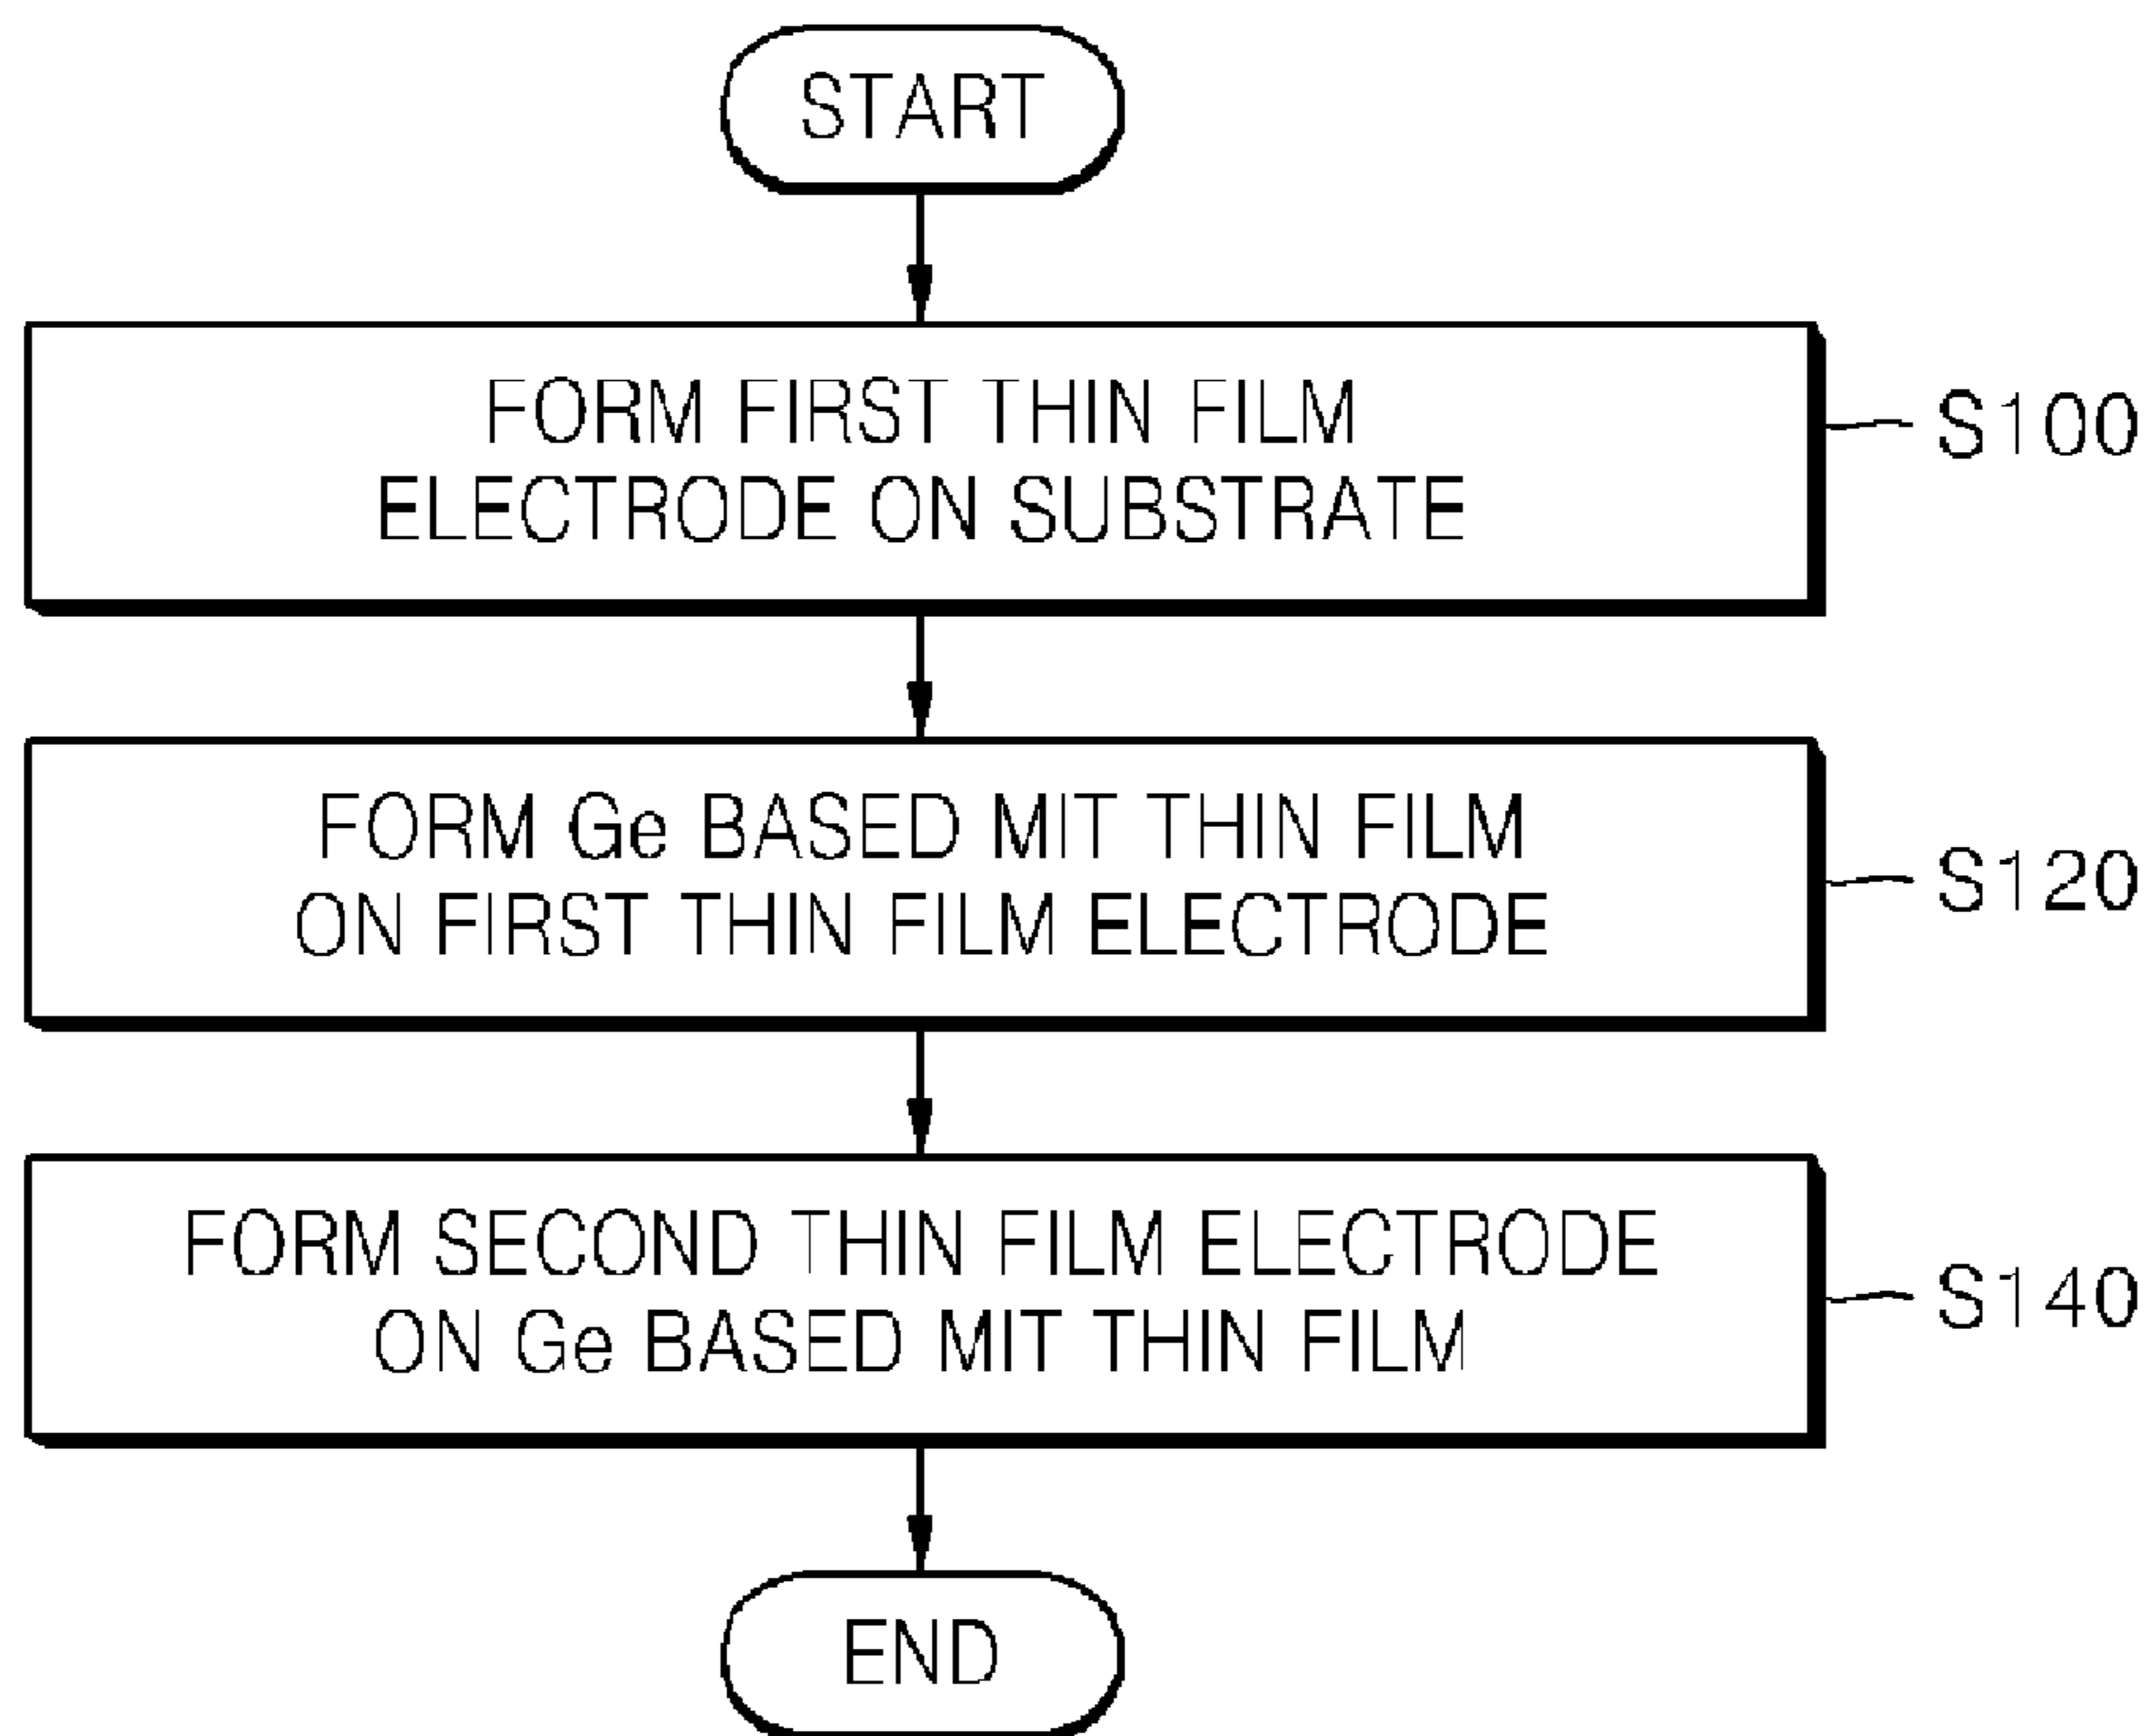 START
FORM FIRST THIN FILM
ELECTRODE ON SUBSTRATE
S100
FORM Ge BASED MIT THIN FILM
ON FIRST THIN FILM ELECTRODE
S120
FORM SECOND THIN FILM ELECTRODE
ON Ge BASED MIT THIN FILM
S140
END